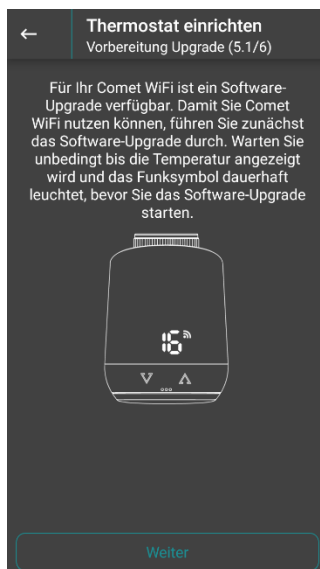 Thermostat einrichten
Vorbereitung Upgrade (5.1/6)
Für Ihr Comet WiFi ist ein Software-
Upgrade verfügbar. Damit Sie Comet
WiFi nutzen können, führen Sie zunächst
das Software-Upgrade durch. Warten Sie
unbedingt bis die Temperatur angezeigt
wird und das Funksymbol dauerhaft
leuchtet, bevor Sie das Software-Upgrade
starten.
16
Weiter